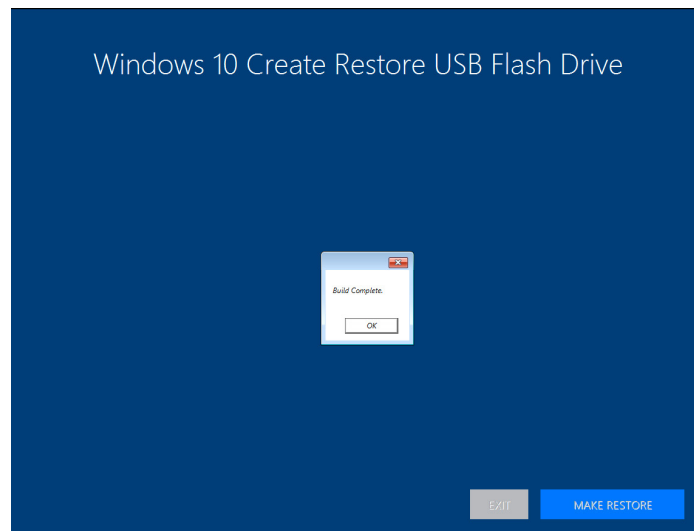 Windows 10 Create Restore USB Flash Drive
Build Complete.
OK
EXIT
MAKE RESTORE